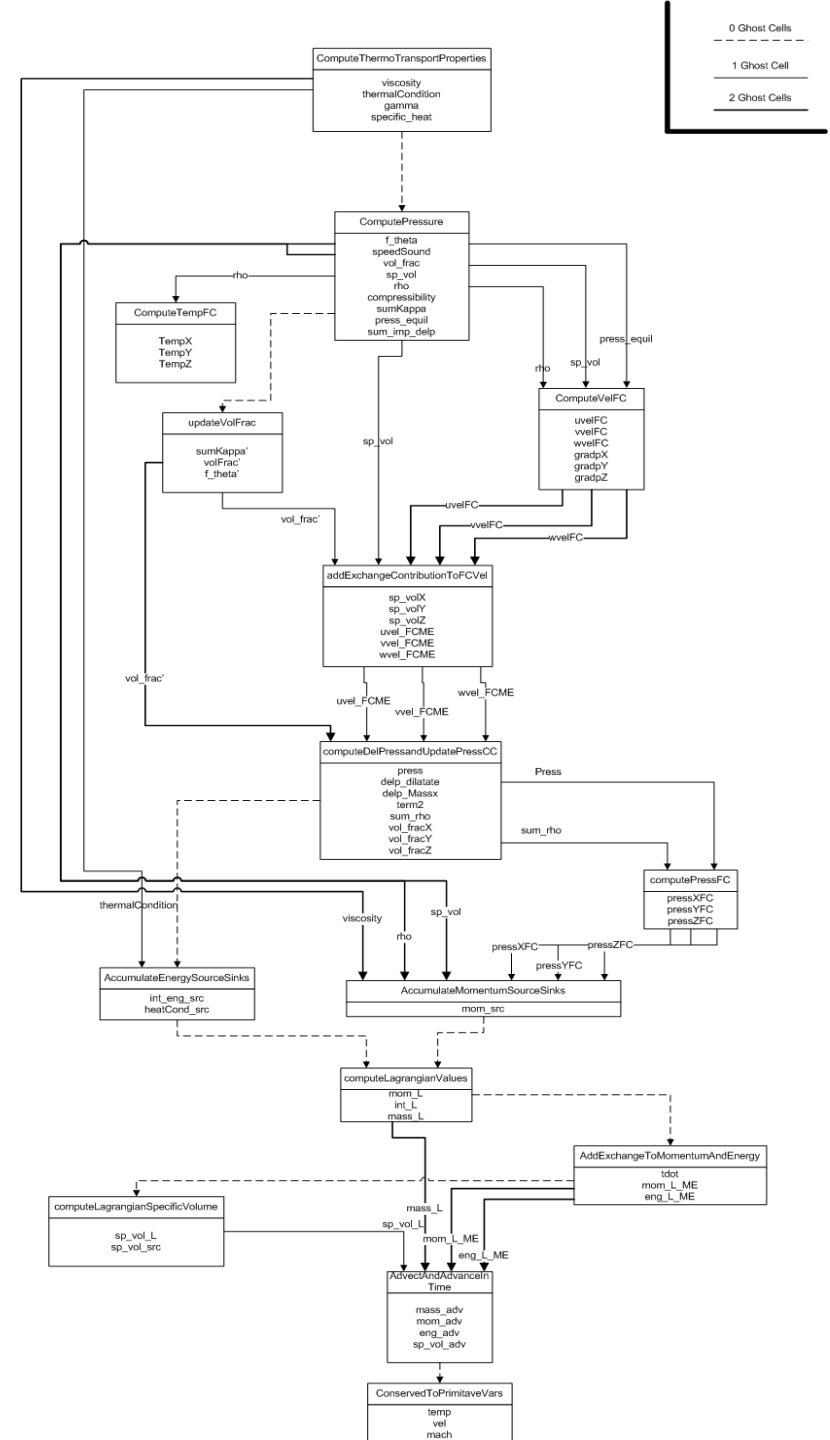 0 Ghost Cells
1 Ghost Cell
2 Ghost Cells
ComputeThermoTransportProperties
viscosity
thermalCondition
gamma
specific_heat
ComputePressure
f_theta
speedSound
vol_frac
sp_vol
rho
compressibility
sumKappa
press_equil
sum_imp_delp
rho
ComputeTempFC
TempX
TempY
TempZ
rho
sp_vol
press_equil
ComputeVelFC
uvelFC
vvelFC
wvelFC
gradpX
gradpY
gradpZ
updateVolFrac
sumKappa'
volFrac'
f_theta'
sp_vol
vol_frac'
uvelFC
vvelFC
wvelFC
addExchangeContributionToFCVel
sp_volX
sp_volY
sp_volZ
uvel_FCME
vvel_FCME
wvel_FCME
vol_frac'
uvel_FCME
vvel_FCME
wvel_FCME
computeDelPressandUpdatePressCC
press
delp_dilatate
delp_Massx
term2
sum_rho
vol_fracX
vol_fracY
vol_fracZ
Press
sum_rho
computePressFC
pressXFC
pressYFC
pressZFC
thermalCondition
viscosity
rho
sp_vol
pressXFC
pressYFC
pressZFC
AccumulateEnergySourceSinks
int_eng_src
heatCond_src
AccumulateMomentumSourceSinks
mom_src
computeLagrangianValues
mom_L
int_L
mass_L
AddExchangeToMomentumAndEnergy
tdot
mom_L_ME
eng_L_ME
computeLagrangianSpecificVolume
sp_vol_L
sp_vol_src
mass_L
sp_vol_L
mom_L_ME
eng_L_ME
AdvectAndAdvanceIn
Time
mass_adv
mom_adv
eng_adv
sp_vol_adv
ConservedToPrimitaveVars
temp
vel
mach